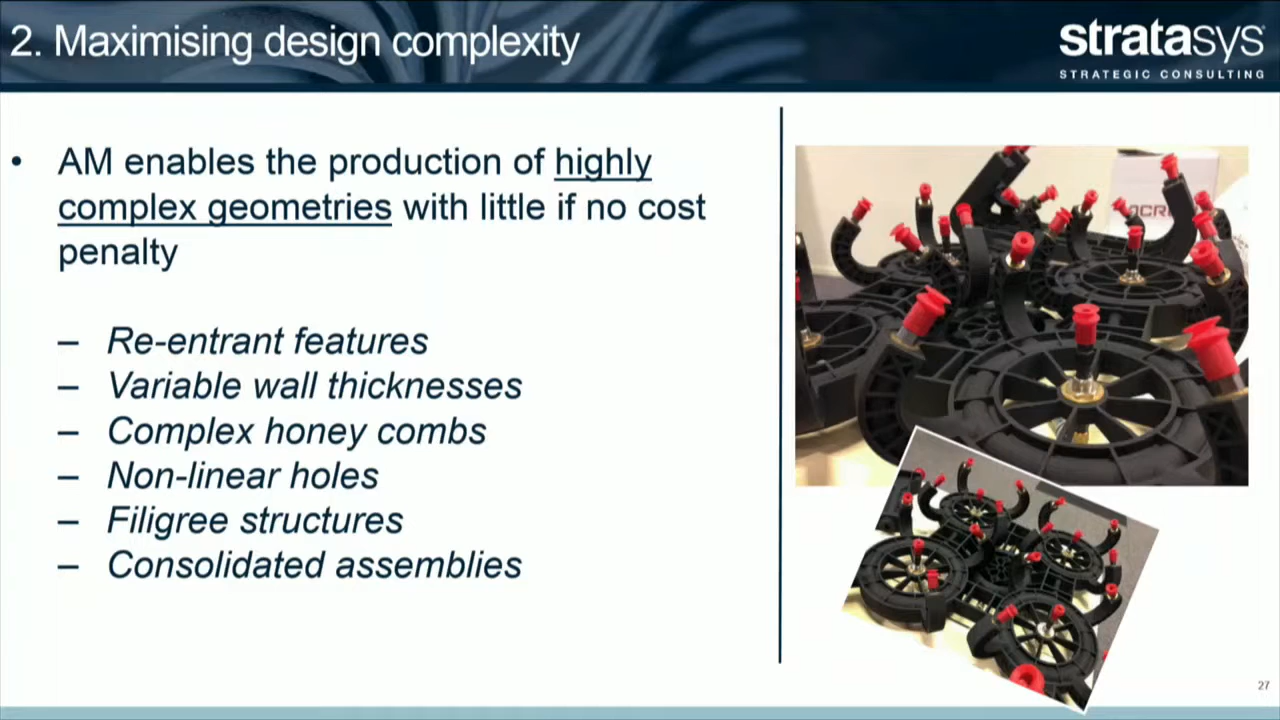 2. Maximising design complexity
stratasys
STRATEGIC CONSULTING
• AM enables the production of highly
complex geometries with little if no cost
penalty
– Re-entrant features
– Variable wall thicknesses
– Complex honey combs
– Non-linear holes
– Filigree structures
– Consolidated assemblies
27